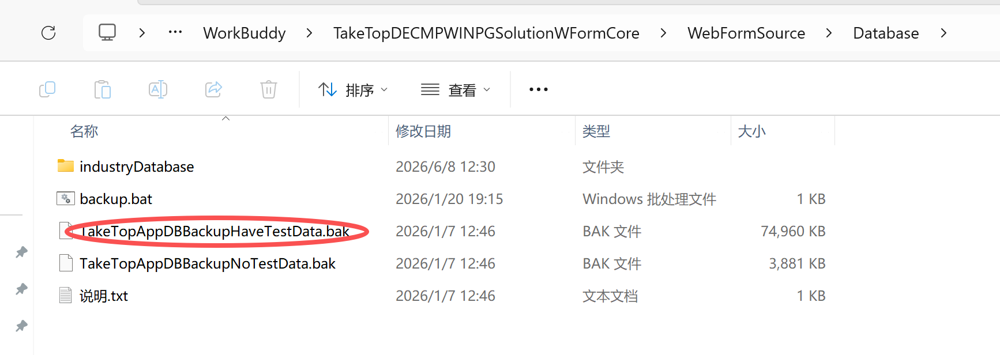 … WorkBuddy TakeTopDECMPWINPGSolutionWFormCore WebFormSource Database
排序 查看
名称 修改日期 类型 大小
industryDatabase 2026/6/8 12:30 文件夹
backup.bat 2026/1/20 19:15 Windows 批处理文件 1 KB
TakeTopAppDBBackupHaveTestData.bak 2026/1/7 12:46 BAK 文件 74,960 KB
TakeTopAppDBBackupNoTestData.bak 2026/1/7 12:46 BAK 文件 3,881 KB
说明.txt 2026/1/7 12:46 文本文档 1 KB